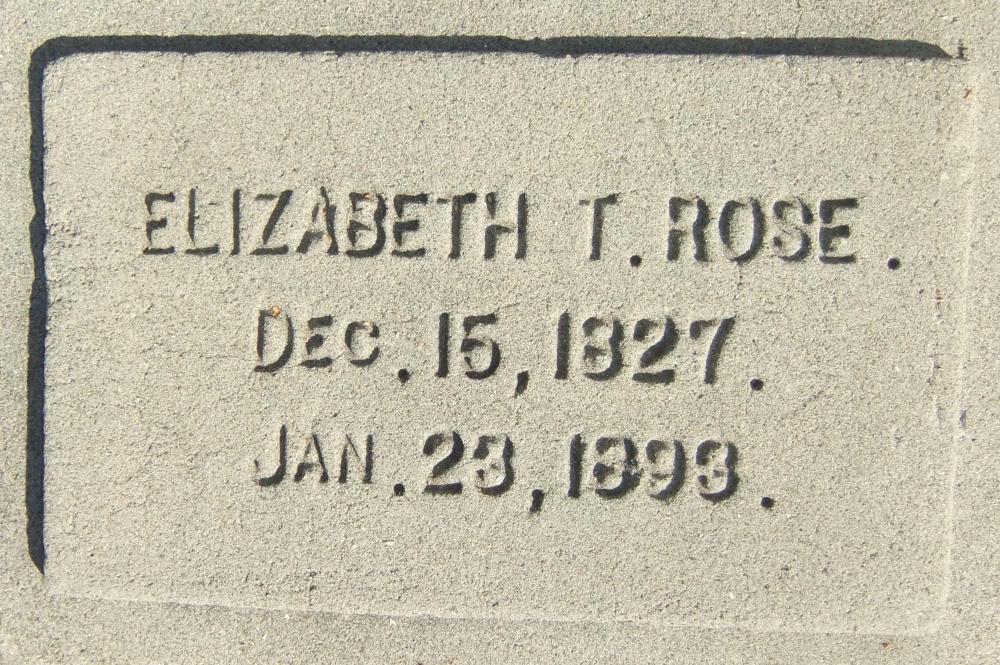 ELIZABETH T. ROSE.
DEC. 15, 1827.
JAN. 23, 1893.